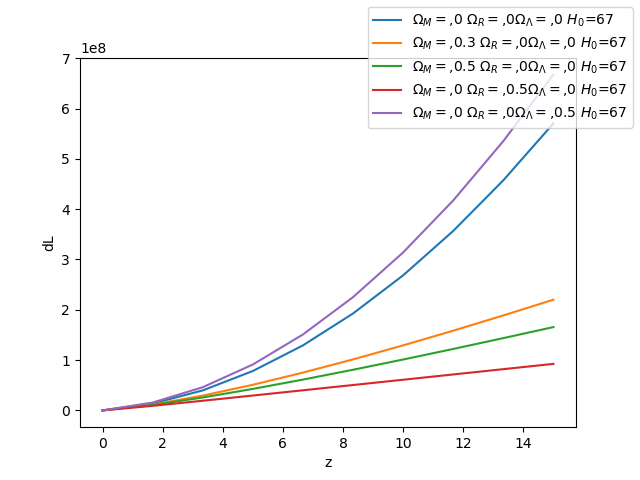 Ω_M =,0 Ω_R =,0Ω_Λ =,0 H_0=67
Ω_M =,0.3 Ω_R =,0Ω_Λ =,0 H_0=67
Ω_M =,0.5 Ω_R =,0Ω_Λ =,0 H_0=67
Ω_M =,0 Ω_R =,0.5Ω_Λ =,0 H_0=67
Ω_M =,0 Ω_R =,0Ω_Λ =,0.5 H_0=67
1e8
7
6
5
4
3
2
1
0
dL
0 2 4 6 8 10 12 14
z